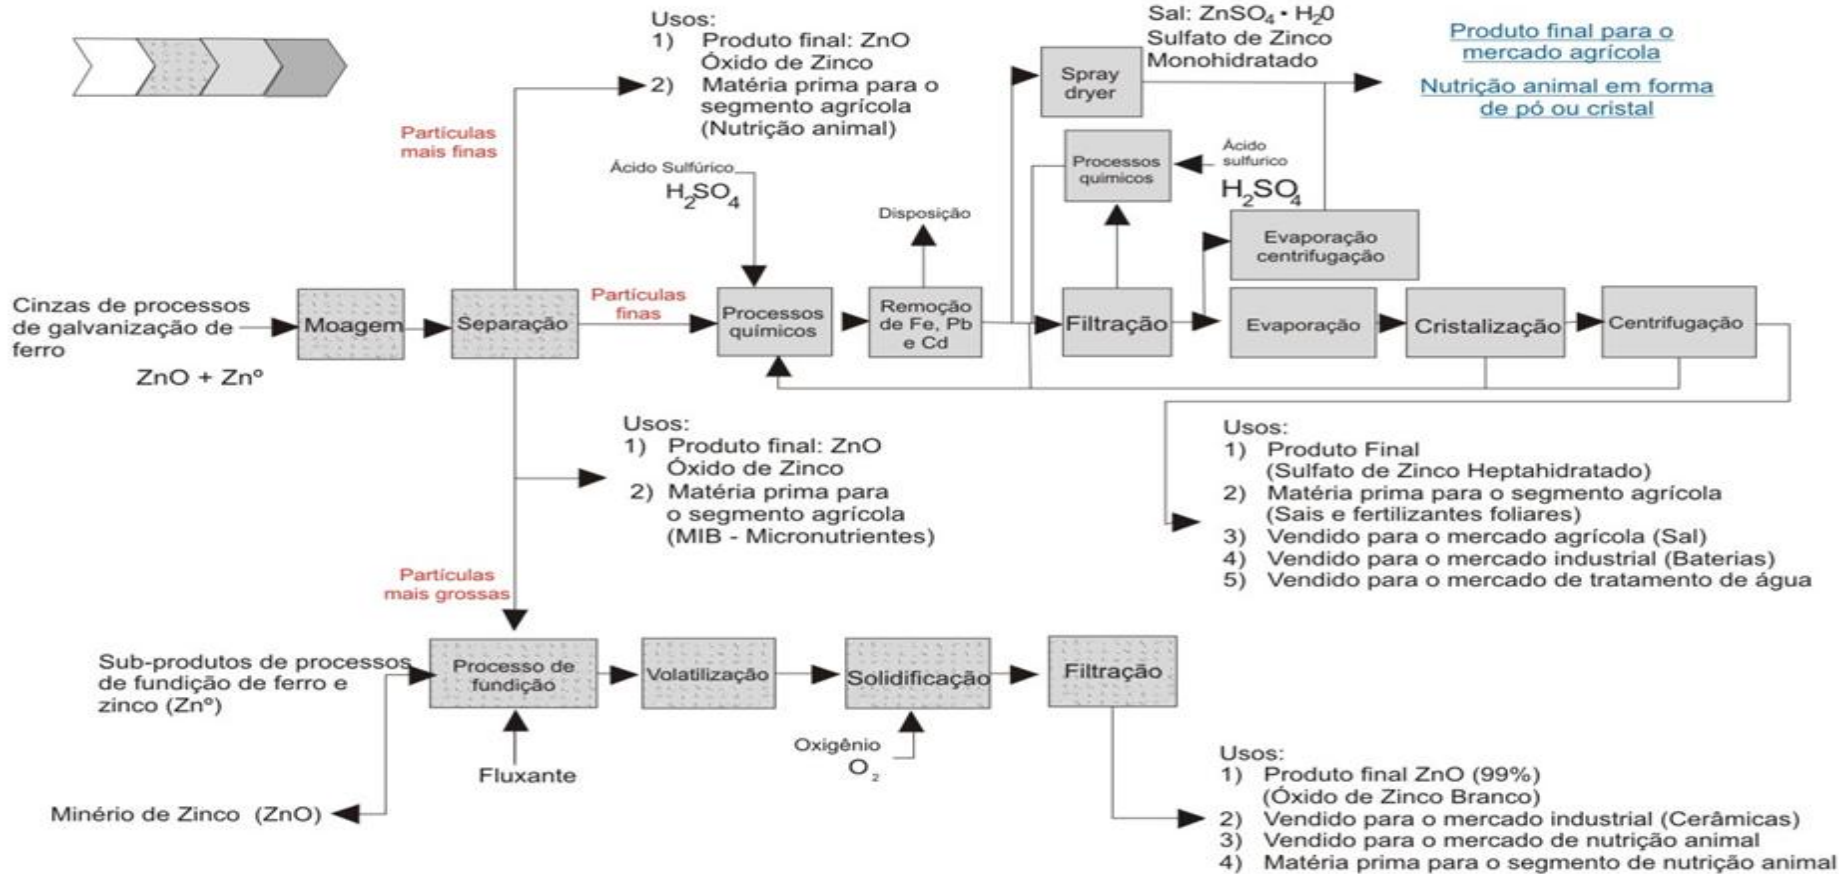 Usos:
1) Produto final: ZnO
Óxido de Zinco
2) Matéria prima para o
segmento agrícola
(Nutrição animal)
Sal: ZnSO4 • H20
Sulfato de Zinco
Monohidratado
Produto final para o
mercado agrícola
Nutrição animal em forma
de pó ou cristal
Spray
dryer
Partículas
mais finas
Ácido Sulfúrico
H2SO4
Processos
quimicos
Ácido
sulfurico
H2SO4
Disposição
Evaporação
centrifugação
Cinzas de processos
de galvanização de
ferro
ZnO + Znº
Moagem
Separação
Partículas
finas
Processos
químicos
Remoção
de Fe, Pb
e Cd
Filtração
Evaporação
Cristalização
Centrifugação
Usos:
1) Produto final: ZnO
Óxido de Zinco
2) Matéria prima para
o segmento agrícola
(MIB - Micronutrientes)
Usos:
1) Produto Final
(Sulfato de Zinco Heptahidratado)
2) Matéria prima para o segmento agrícola
(Sais e fertilizantes foliares)
3) Vendido para o mercado agrícola (Sal)
4) Vendido para o mercado industrial (Baterias)
5) Vendido para o mercado de tratamento de água
Partículas
mais grossas
Sub-produtos de processos
de fundição de ferro e
zinco (Znº)
Processo de
fundição
Volatilização
Solidificação
Filtração
Fluxante
Oxigênio
O2
Minério de Zinco (ZnO)
Usos:
1) Produto final ZnO (99%)
(Óxido de Zinco Branco)
2) Vendido para o mercado industrial (Cerâmicas)
3) Vendido para o mercado de nutrição animal
4) Matéria prima para o segmento de nutrição animal